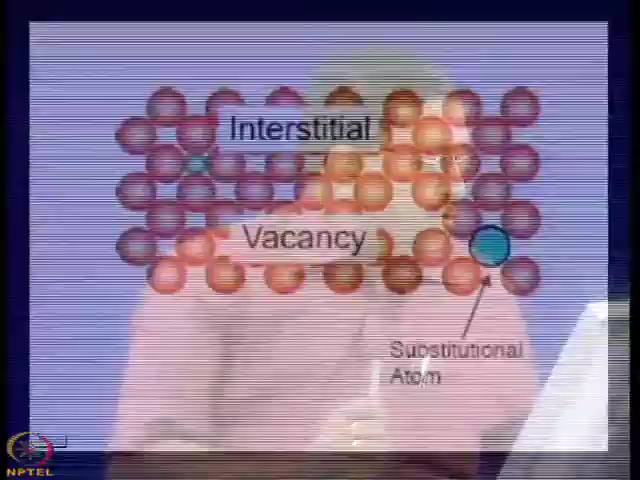 Interstitial
Vacancy
Substitutional
Atom
NPTEL